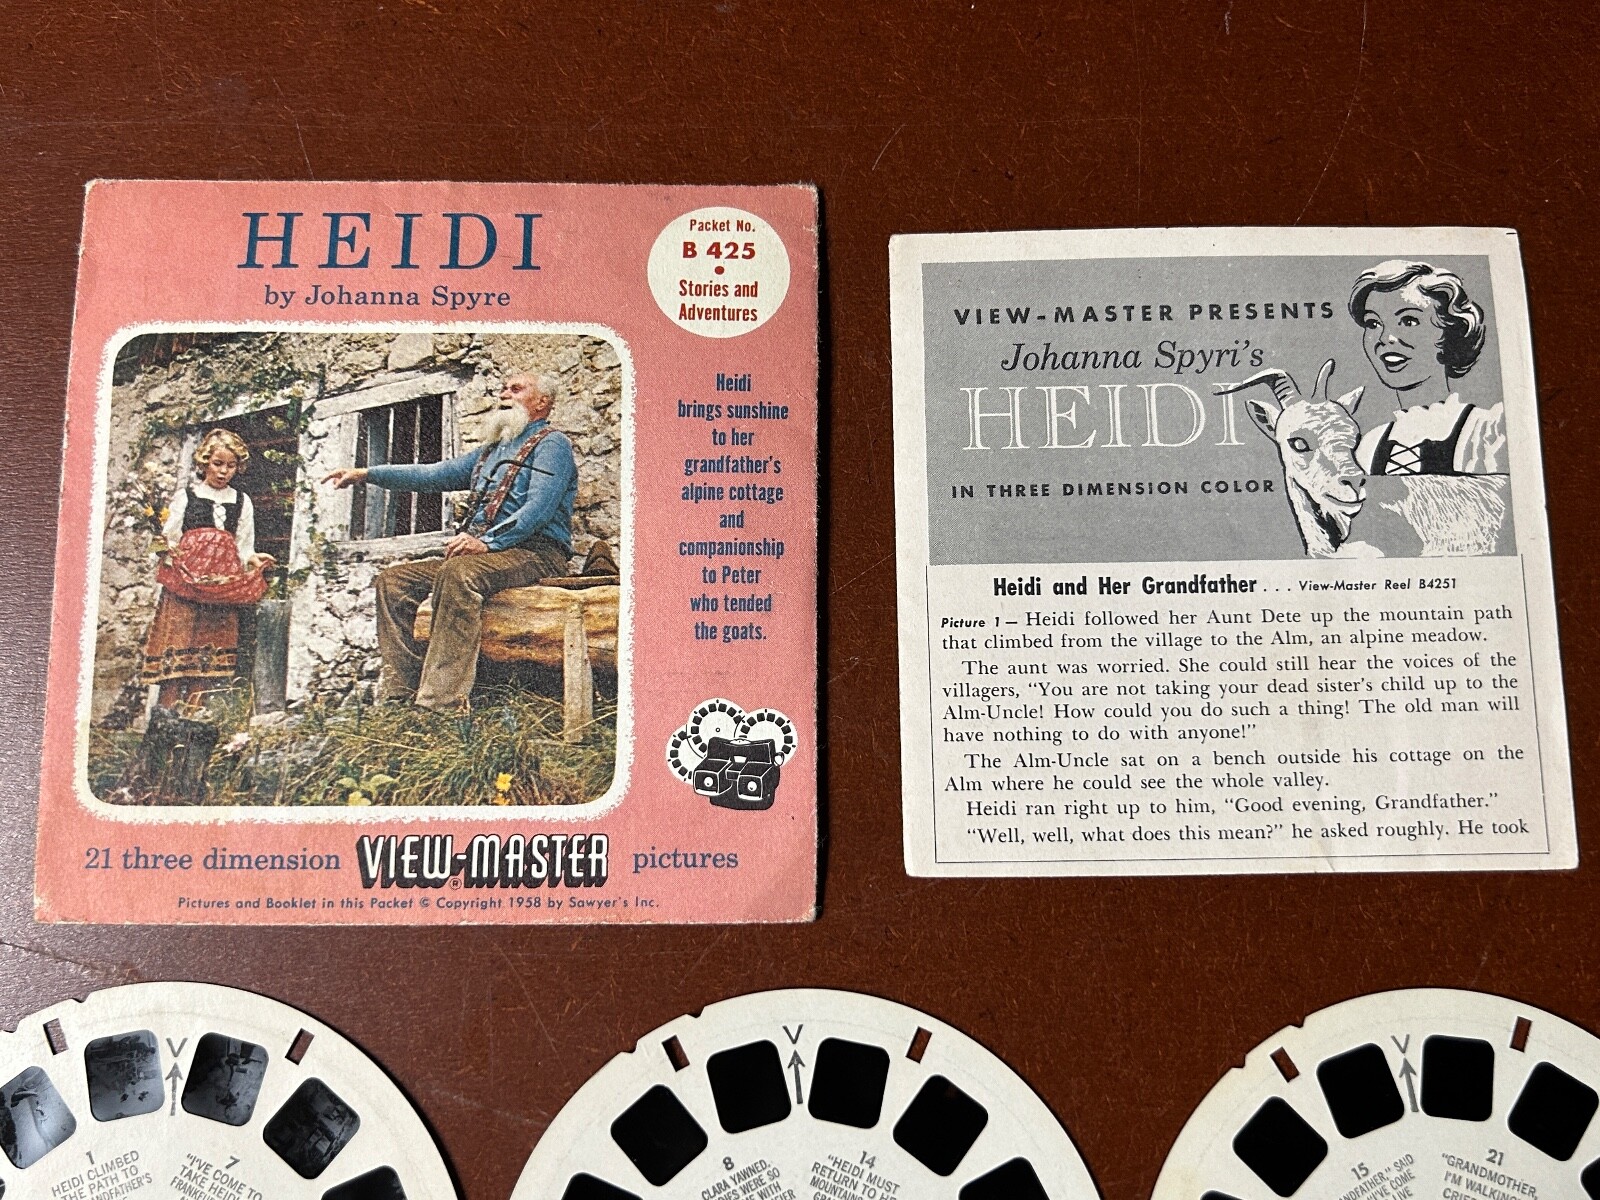 HEIDI
by Johanna Spyre
Packet No.
B 425
•
Stories and
Adventures
Heidi
brings sunshine
to her
grandfather's
alpine cottage
and
companionship
to Peter
who tended
the goats.
21 three dimension VIEW-MASTER® pictures
Pictures and Booklet in this Packet © Copyright 1958 by Sawyer's Inc.
VIEW-MASTER PRESENTS
Johanna Spyri's
HEIDI
IN THREE DIMENSION COLOR
Heidi and Her Grandfather . . . View-Master Reel B4251
Picture 1 — Heidi followed her Aunt Dete up the mountain path
that climbed from the village to the Alm, an alpine meadow.
The aunt was worried. She could still hear the voices of the
villagers, "You are not taking your dead sister's child up to the
Alm-Uncle! How could you do such a thing! The old man will
have nothing to do with anyone!"
The Alm-Uncle sat on a bench outside his cottage on the
Alm where he could see the whole valley.
Heidi ran right up to him, "Good evening, Grandfather."
"Well, well, what does this mean?" he asked roughly. He took
V
1
HEIDI CLIMBED
THE PATH TO
7
"I'VE COME TO
TAKE HEIDI
V
8
CLARA YAWNED.
WERE SO
WITH
14
"HEIDI MUST
RETURN TO
V
15
SAID
COME
21
"GRANDMOTHER,
I'M WALKING